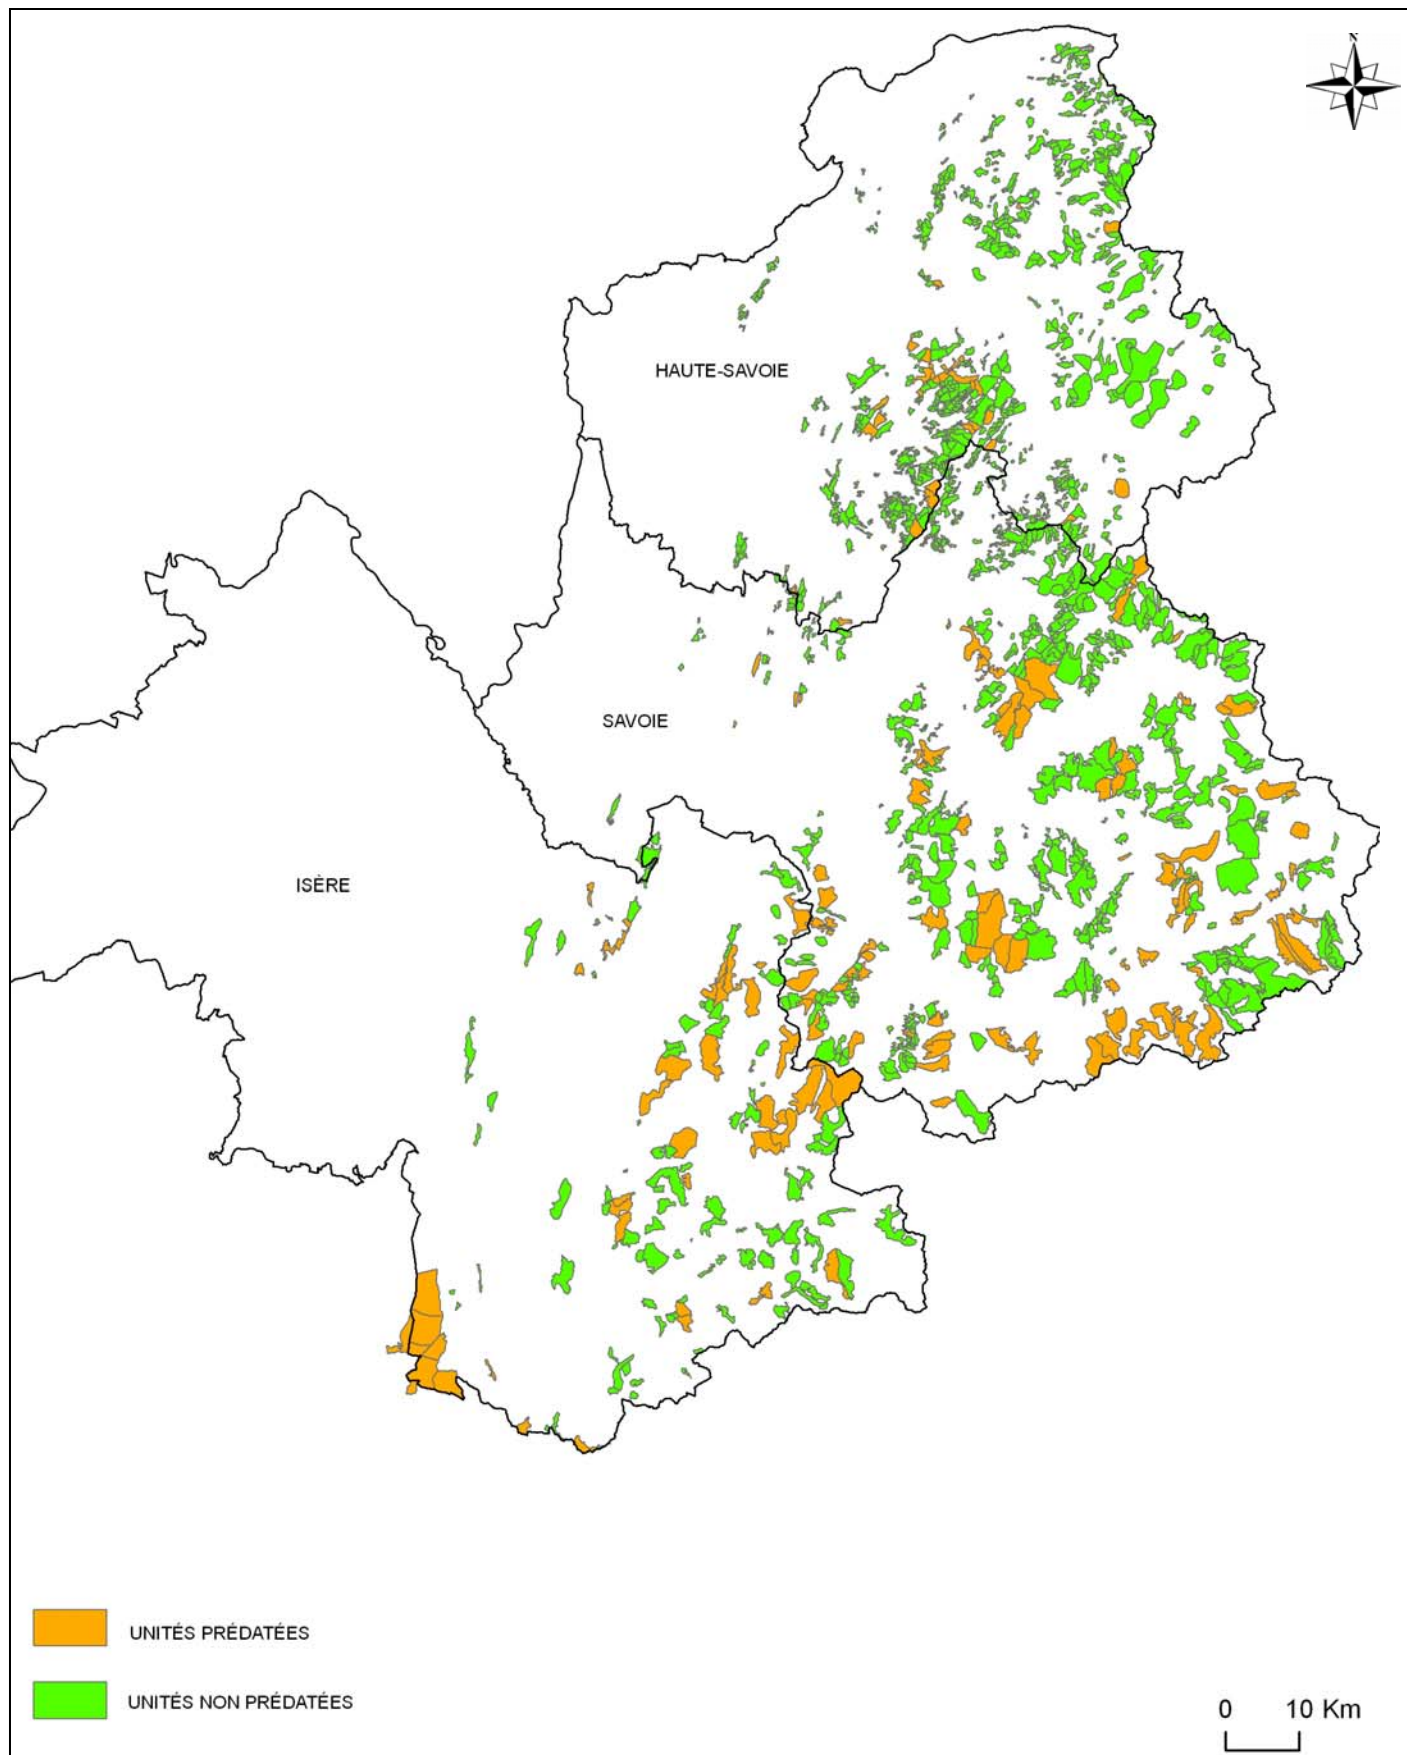 N
HAUTE-SAVOIE
SAVOIE
ISÈRE
UNITÉS PRÉDATÉES
UNITÉS NON PRÉDATÉES
0 10 Km